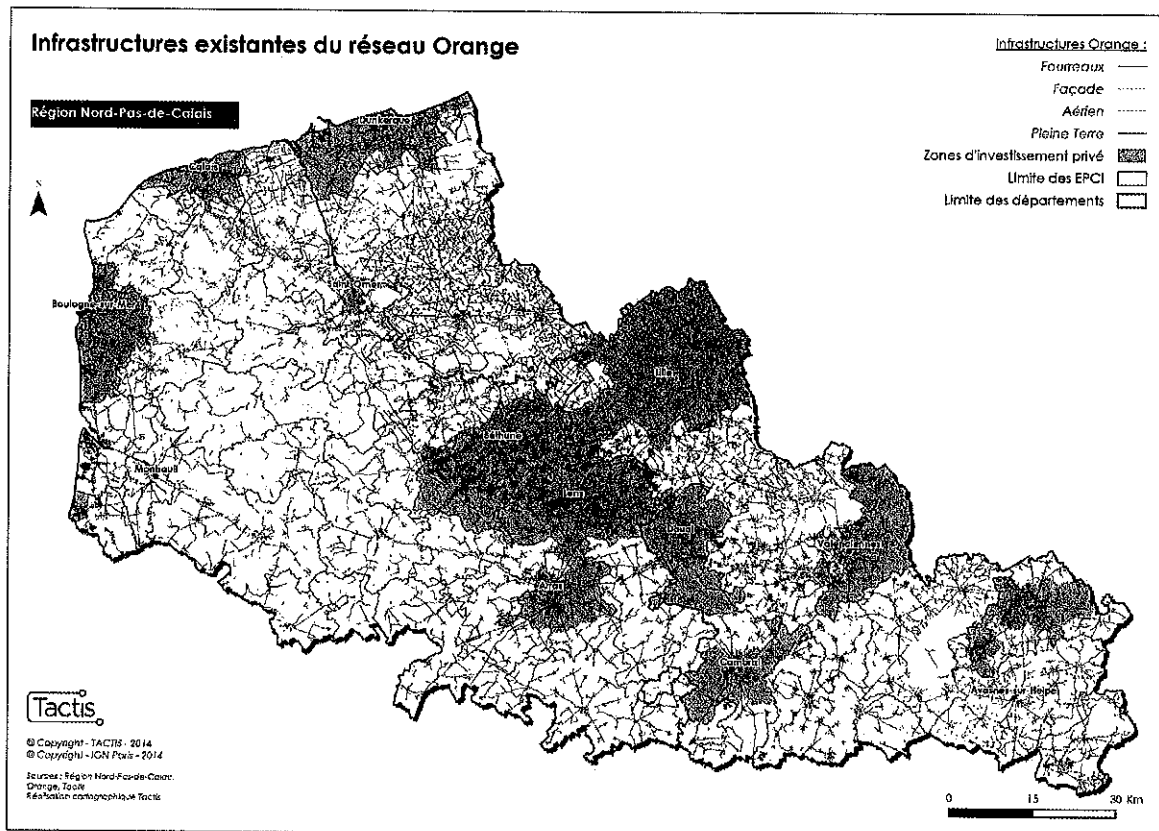 Infrastructures existantes du réseau Orange
Région Nord-Pas-de-Calais
Infrastructures Orange :
Fourreaux
Façade
Aérien
Pleine Terre
Zones d'investissement privé
Limite des EPCI
Limite des départements
N
Dunkerque
Calais
Saint-Omer
Boulogne-sur-Mer
Lille
Béthune
Montreuil
Lens
Douai
Valenciennes
Arras
Cambrai
Avesnes-sur-Helpe
Tactis
© Copyright - TACTIS - 2014
© Copyright - IGN Paris - 2014
Sources : Région Nord-Pas-de-Calais,
Orange, Tactis
Réalisation cartographique Tactis
0 15 30 Km